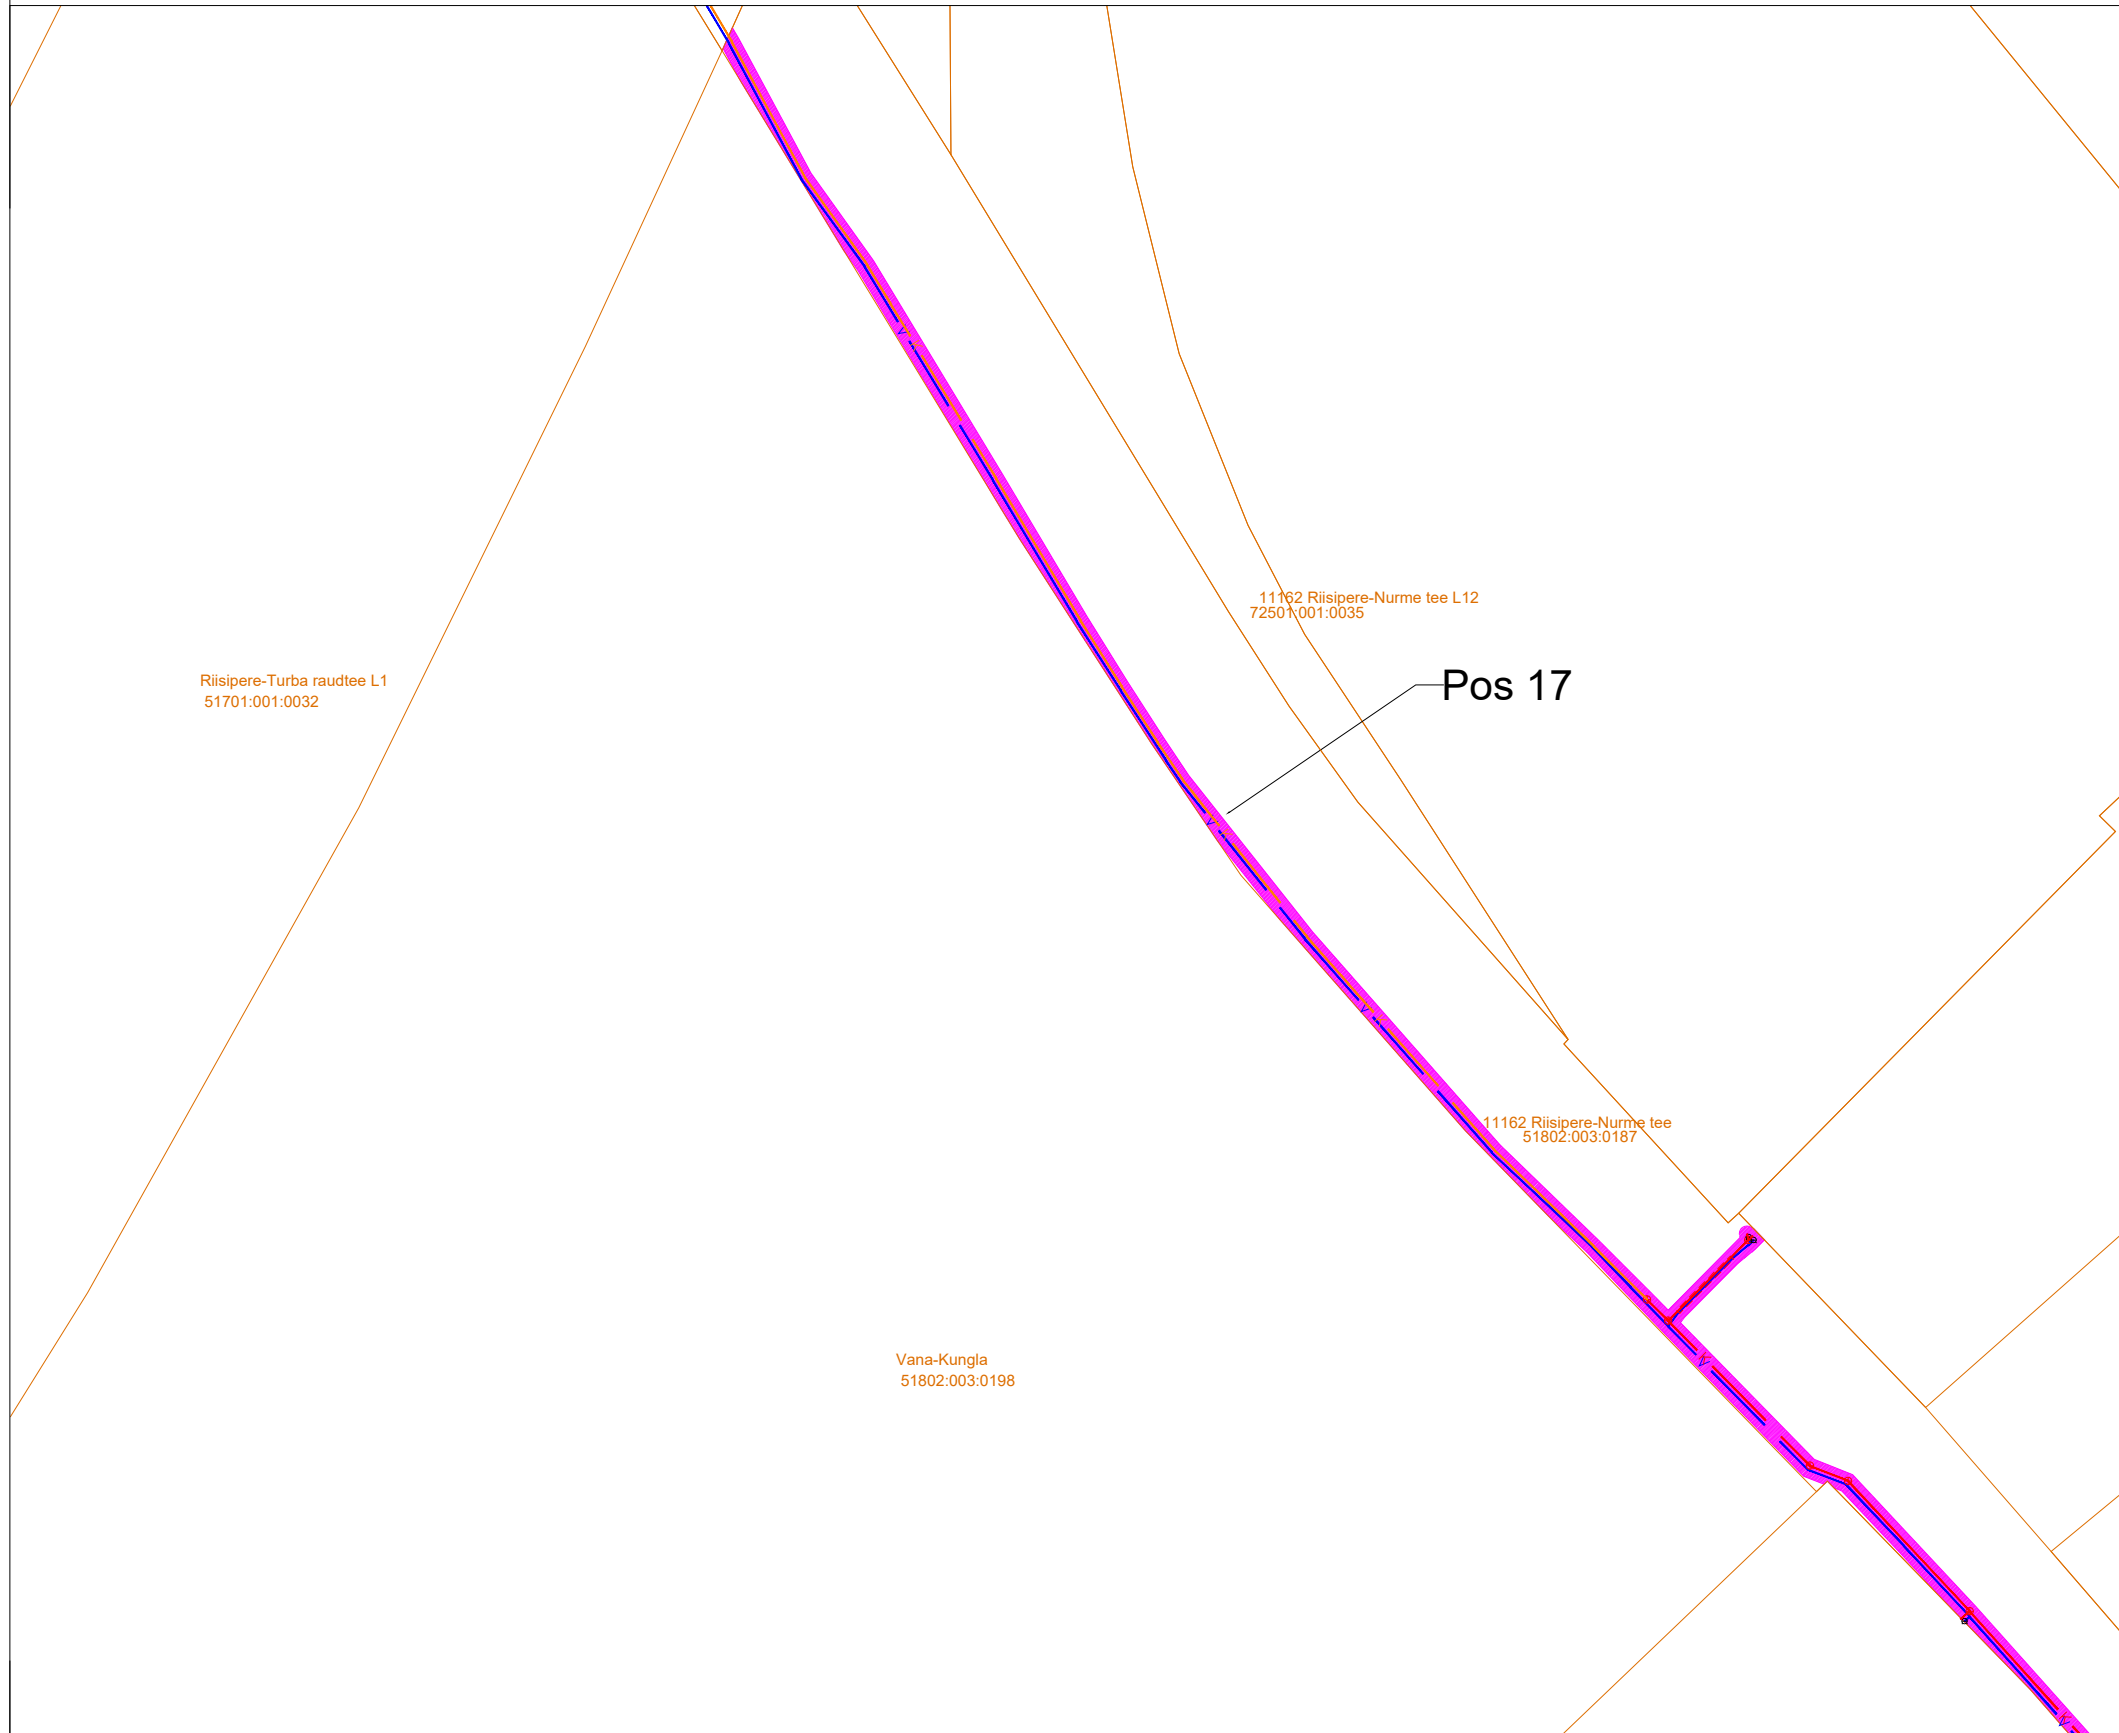 11162 Riisipere-Nurme tee L12
72501:001:0035
Riisipere-Turba raudtee L1
51701:001:0032
Pos 17
11162 Riisipere-Nurme tee
51802:003:0187
Vana-Kungla
51802:003:0198